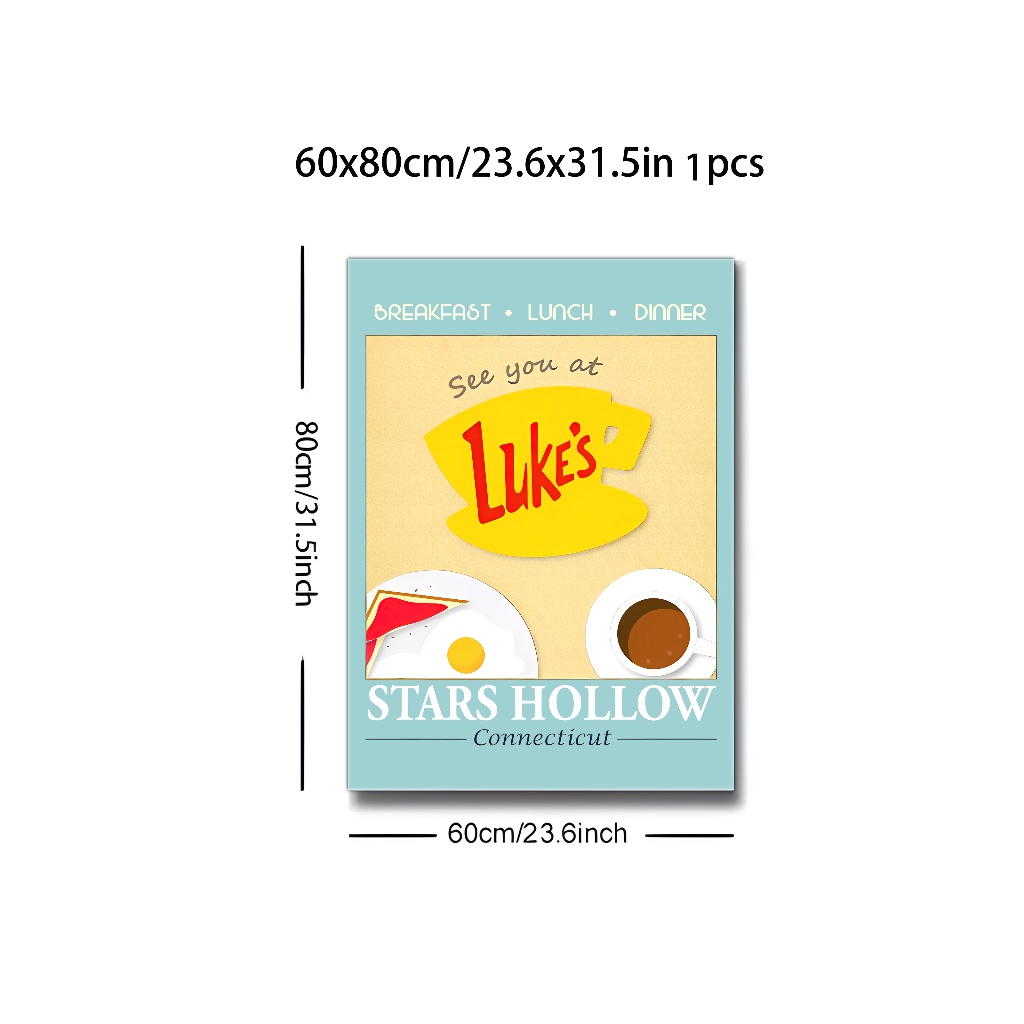 60x80cm/23.6x31.5in 1pcs
BREAKFAST • LUNCH • DINNER
See you at
LUKE'S
80cm/31.5inch
STARS HOLLOW
Connecticut
60cm/23.6inch